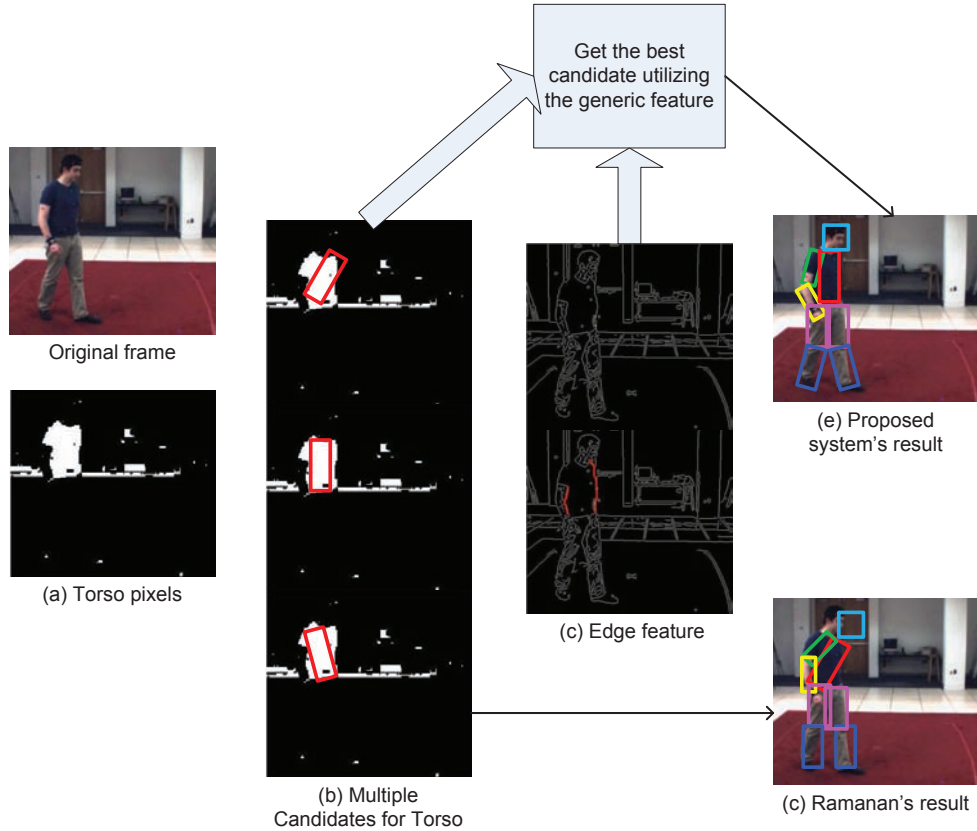 Get the best
candidate utilizing
the generic feature
Original frame
(a) Torso pixels
(b) Multiple
Candidates for Torso
(c) Edge feature
(e) Proposed
system's result
(c) Ramanan's result